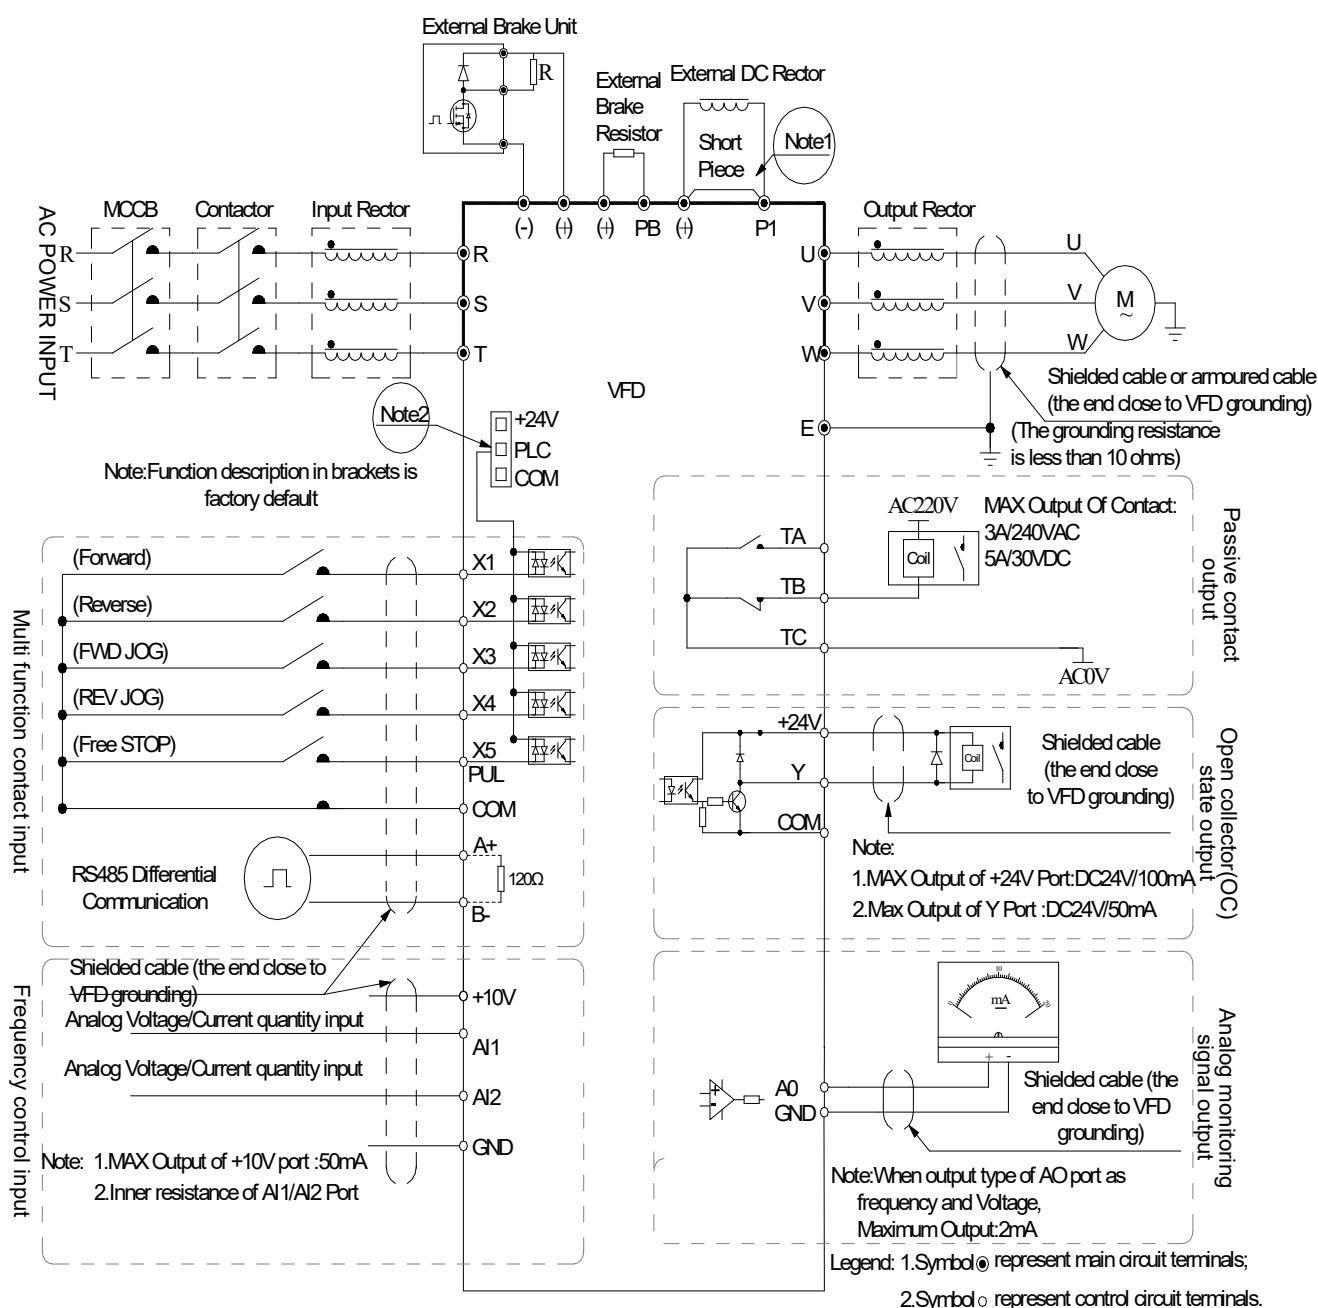 External Brake Unit
R
External
Brake
Resistor
External DC Rector
Short
Piece
Note1
(-)
(+)
(+)
PB
(+)
P1
AC POWER INPUT
MCCB
Contactor
Input Rector
Output Rector
R
S
T
R
S
T
U
V
W
U
V
W
M
~
VFD
E
Shielded cable or armoured cable
(the end close to VFD grounding)
(The grounding resistance
is less than 10 ohms)
Note2
+24V
PLC
COM
Note:Function description in brackets is
factory default
Multi function contact input
(Forward)
(Reverse)
(FWD JOG)
(REV JOG)
(Free STOP)
X1
X2
X3
X4
X5
PUL
COM
RS485 Differential
Communication
A+
120Ω
B-
Frequency control input
Shielded cable (the end close to
VFD grounding)
+10V
Analog Voltage/Current quantity input
AI1
Analog Voltage/Current quantity input
AI2
GND
Note: 1.MAX Output of +10V port :50mA
2.Inner resistance of AI1/AI2 Port
Passive contact
output
TA
TB
TC
AC220V
Coil
MAX Output Of Contact:
3A/240VAC
5A/30VDC
AC0V
Open collector(OC)
state output
+24V
Y
COM
Coil
Shielded cable
(the end close
to VFD grounding)
Note:
1.MAX Output of +24V Port:DC24V/100mA
2.Max Output of Y Port :DC24V/50mA
Analog monitoring
signal output
0
10
20
mA
+ -
A0
GND
Shielded cable (the
end close to VFD
grounding)
Note:When output type of AO port as
frequency and Voltage,
Maximum Output:2mA
Legend: 1.Symbol represent main circuit terminals;
2.Symbol represent control circuit terminals.